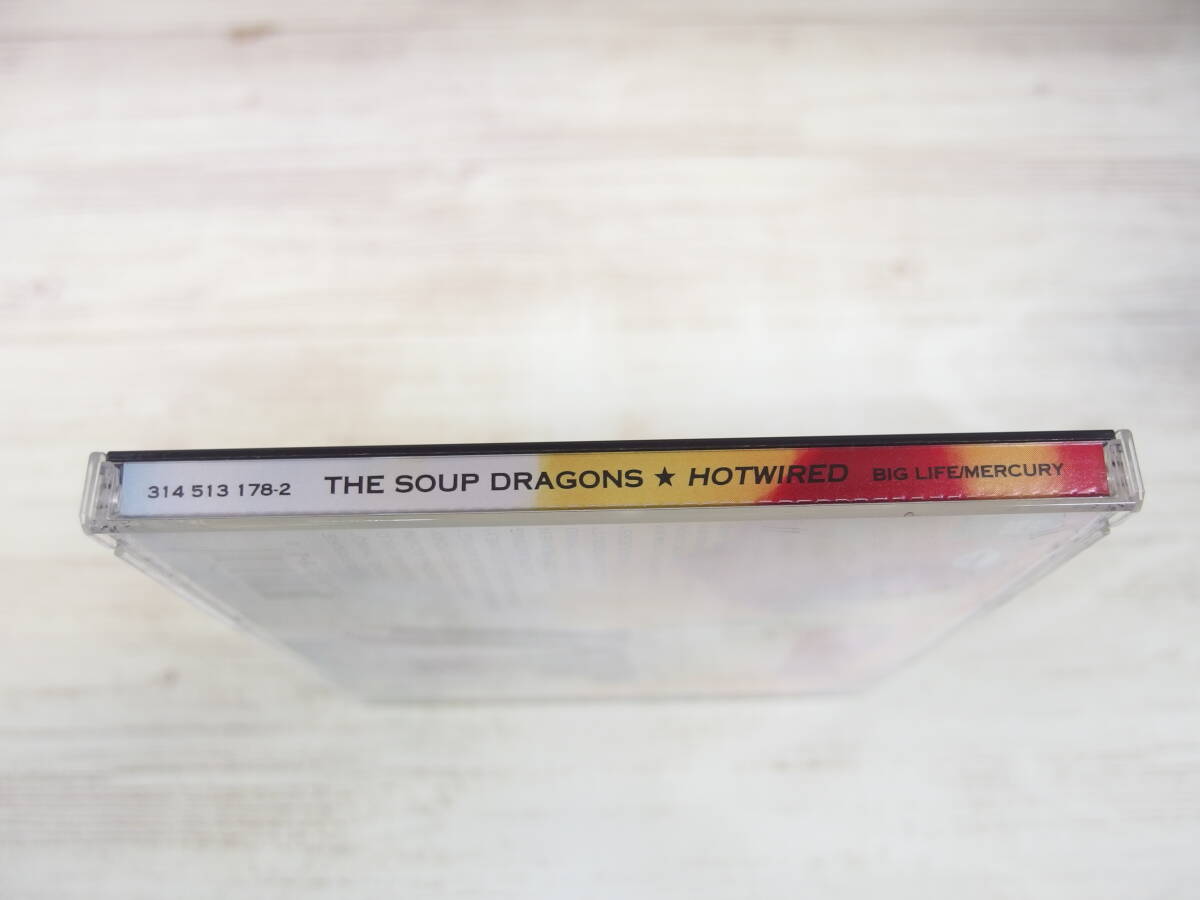 314 513 178-2 THE SOUP DRAGONS ★ HOTWIRED BIG LIFE/MERCURY